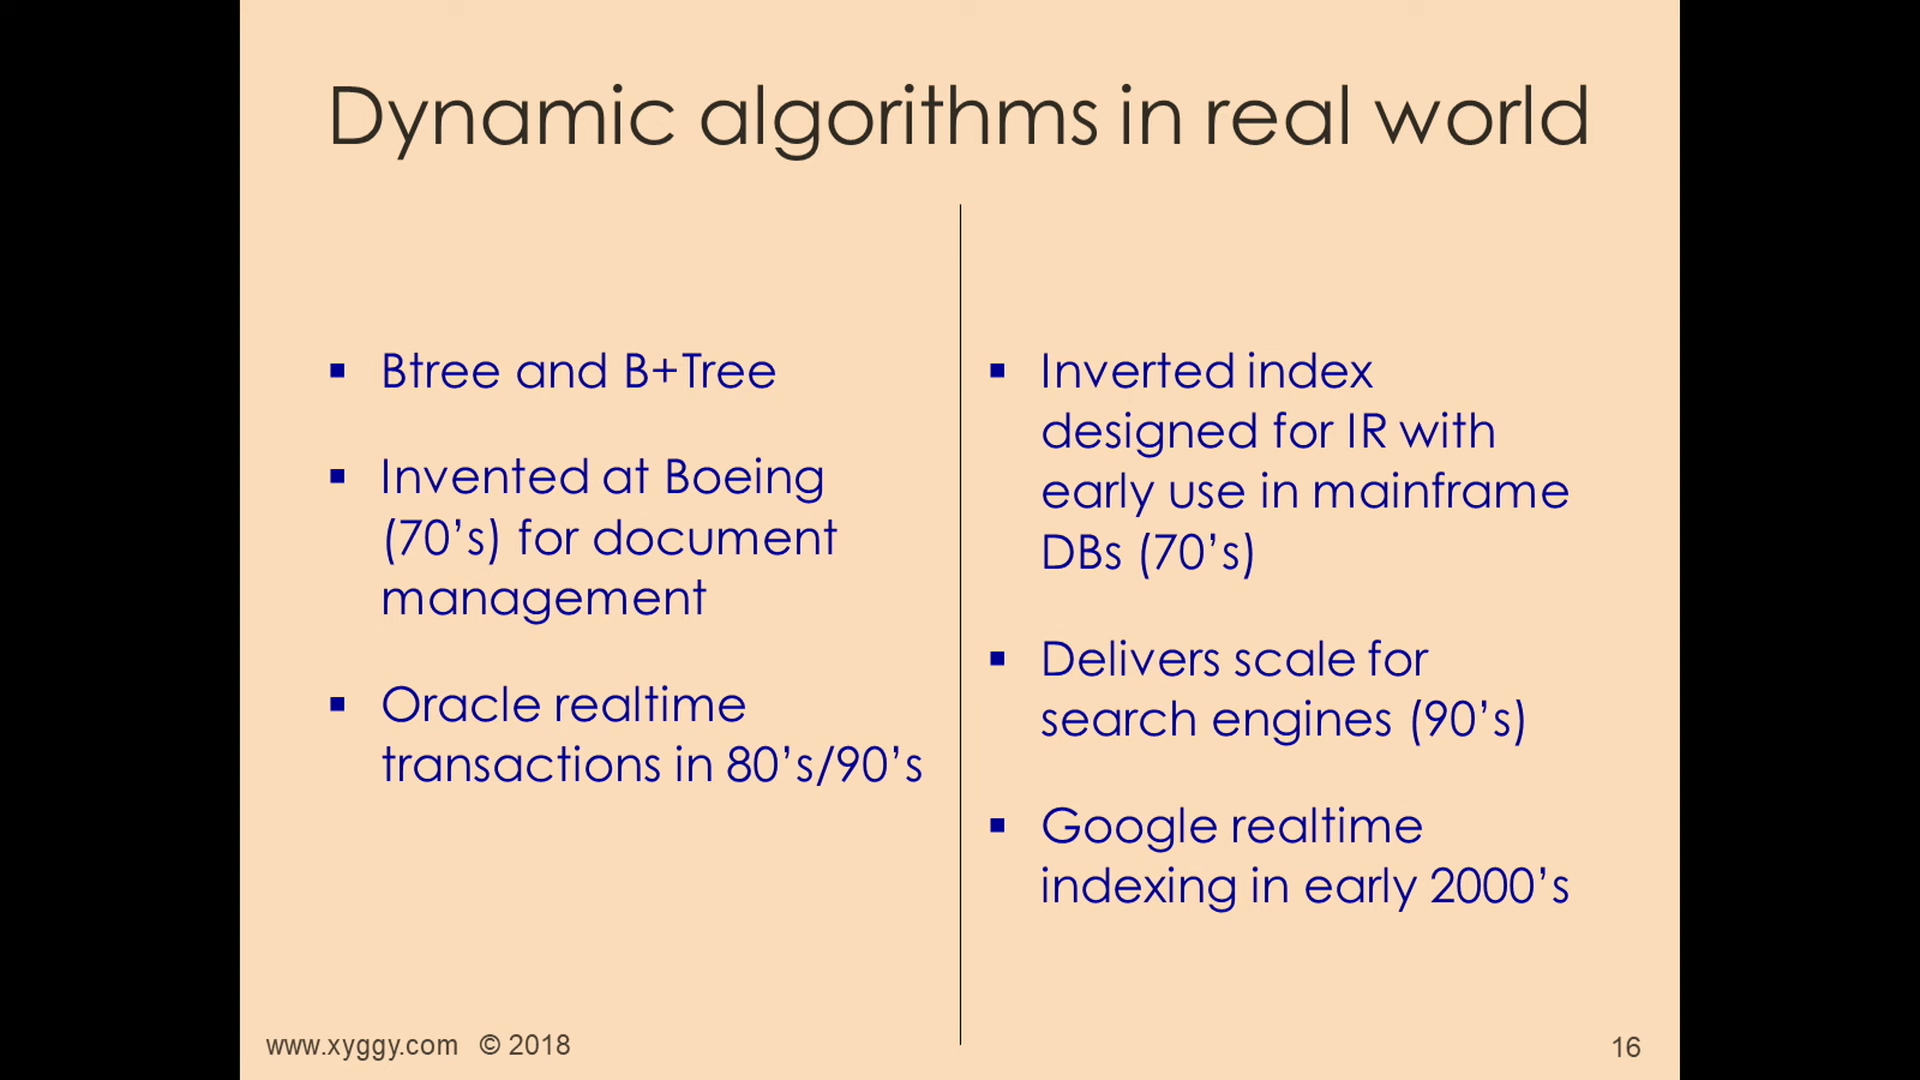 Dynamic algorithms in real world
Btree and B+Tree
Invented at Boeing
(70's) for document
management
Oracle realtime
transactions in 80's/90's
Inverted index
designed for IR with
early use in mainframe
DBs (70's)
Delivers scale for
search engines (90's)
Google realtime
indexing in early 2000's
www.xyggy.com © 2018
16